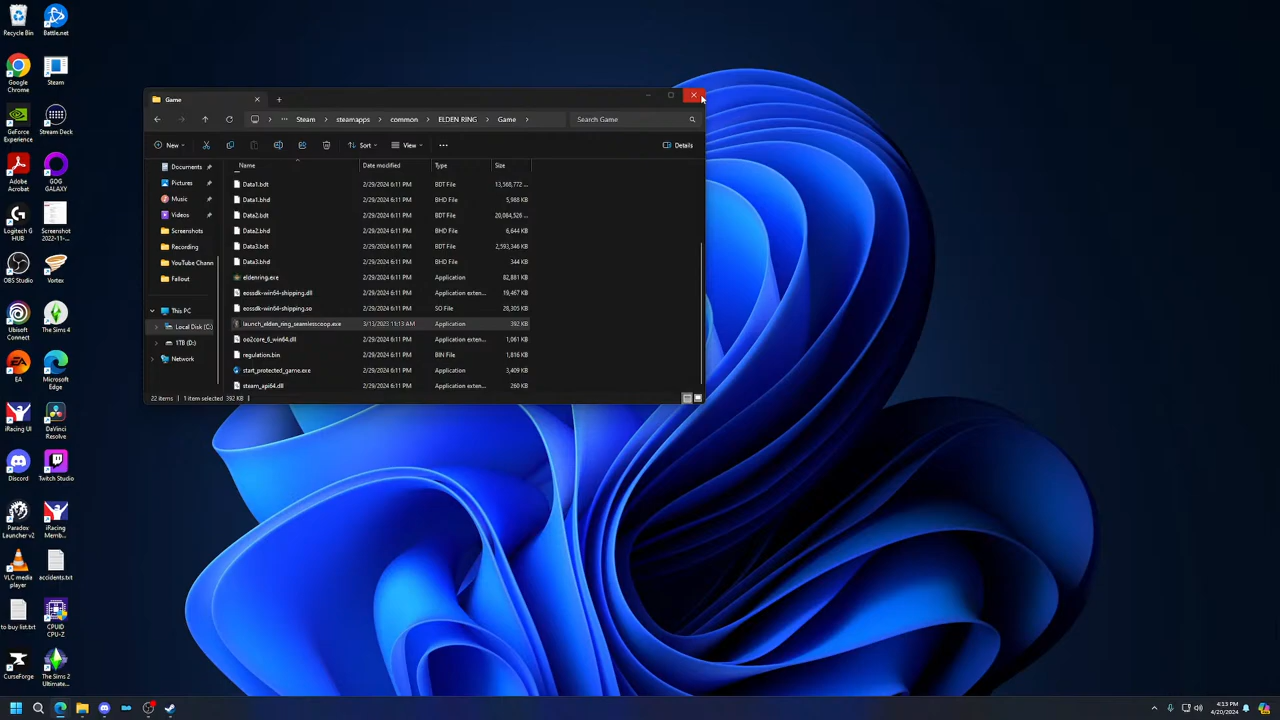 Recycle Bin
Battle.net
Google
Chrome
Steam
GeForce
Experience
Stream Deck
Adobe
Acrobat
GOG
GALAXY
Logitech G
HUB
Screenshot
2022-11-...
OBS Studio
Vortex
Ubisoft
Connect
The Sims 4
EA
Microsoft
Edge
iRacing UI
DaVinci
Resolve
Discord
Twitch Studio
Paradox
Launcher v2
iRacing
Memb...
VLC media
player
accidents.txt
to buy list.txt
CPUID
CPU-Z
CurseForge
The Sims 2
Ultimate...
Game
Steam > steamapps > common > ELDEN RING > Game >
Search Game
New
Sort
View
Details
Documents
Pictures
Music
Videos
Screenshots
Recording
YouTube Chann
Fallout
This PC
Local Disk (C:)
1TB (D:)
Network
Name Date modified Type Size
Data1.bdt 2/29/2024 6:11 PM BDT File 13,568,772 ...
Data1.bhd 2/29/2024 6:11 PM BHD File 5,988 KB
Data2.bdt 2/29/2024 6:11 PM BDT File 20,084,526 ...
Data2.bhd 2/29/2024 6:11 PM BHD File 6,644 KB
Data3.bdt 2/29/2024 6:11 PM BDT File 2,593,346 KB
Data3.bhd 2/29/2024 6:11 PM BHD File 344 KB
eldenring.exe 2/29/2024 6:11 PM Application 82,881 KB
eossdk-win64-shipping.dll 2/29/2024 6:11 PM Application exten... 19,467 KB
eossdk-win64-shipping.so 2/29/2024 6:11 PM SO File 28,305 KB
launch_elden_ring_seamlesscoop.exe 3/13/2023 11:13 AM Application 392 KB
oo2core_6_win64.dll 2/29/2024 6:11 PM Application exten... 1,061 KB
regulation.bin 2/29/2024 6:11 PM BIN File 1,816 KB
start_protected_game.exe 2/29/2024 6:11 PM Application 3,409 KB
steam_api64.dll 2/29/2024 6:11 PM Application exten... 260 KB
22 items 1 item selected 392 KB
4:13 PM
4/20/2024